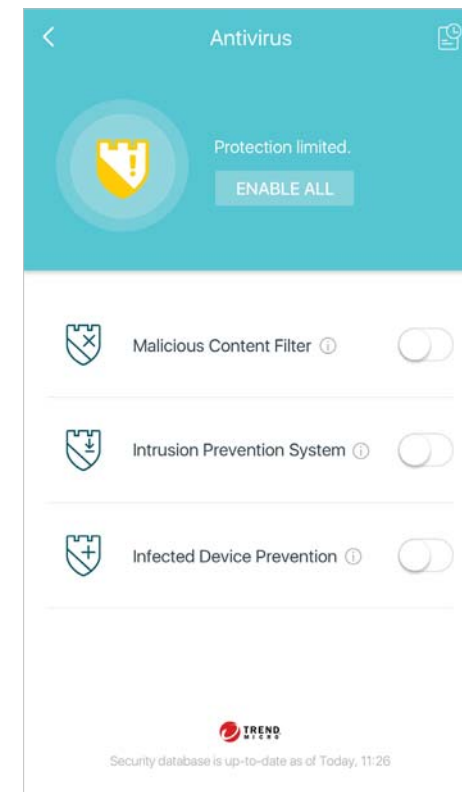 Antivirus
Protection limited.
ENABLE ALL
Malicious Content Filter
Intrusion Prevention System
Infected Device Prevention
TREND
MICRO
Security database is up-to-date as of Today, 11:26